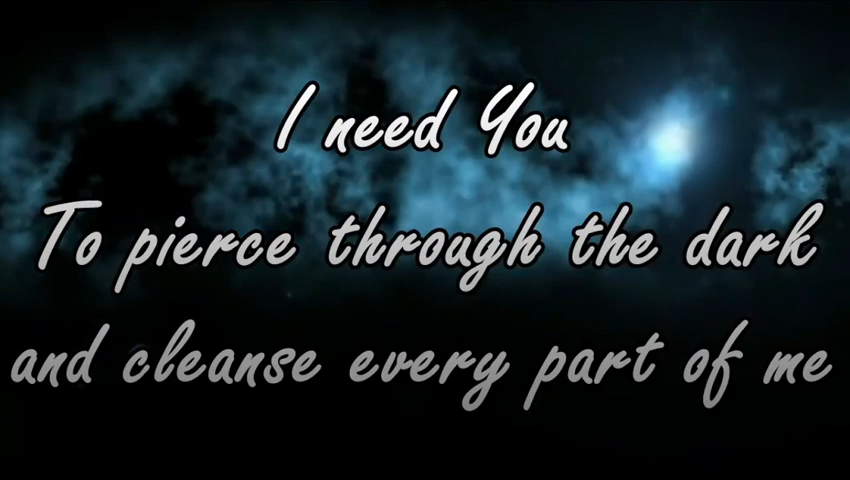 I need You
To pierce through the dark
and cleanse every part of me